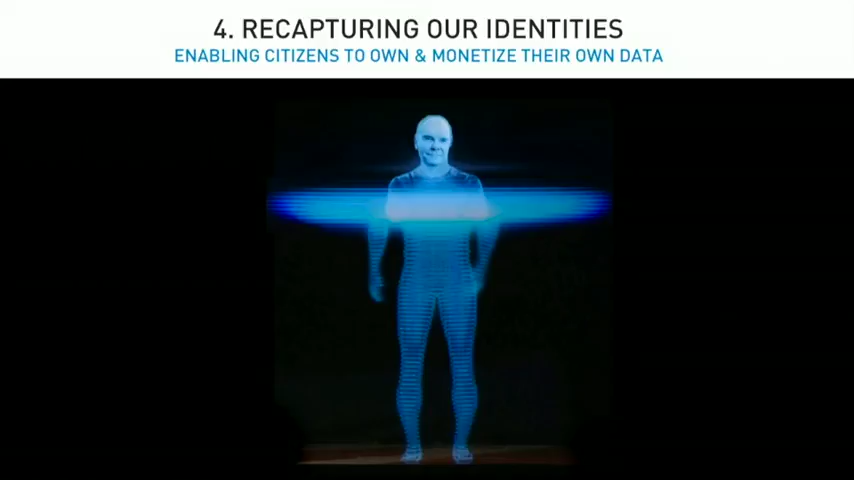 4. RECAPTURING OUR IDENTITIES
ENABLING CITIZENS TO OWN & MONETIZE THEIR OWN DATA